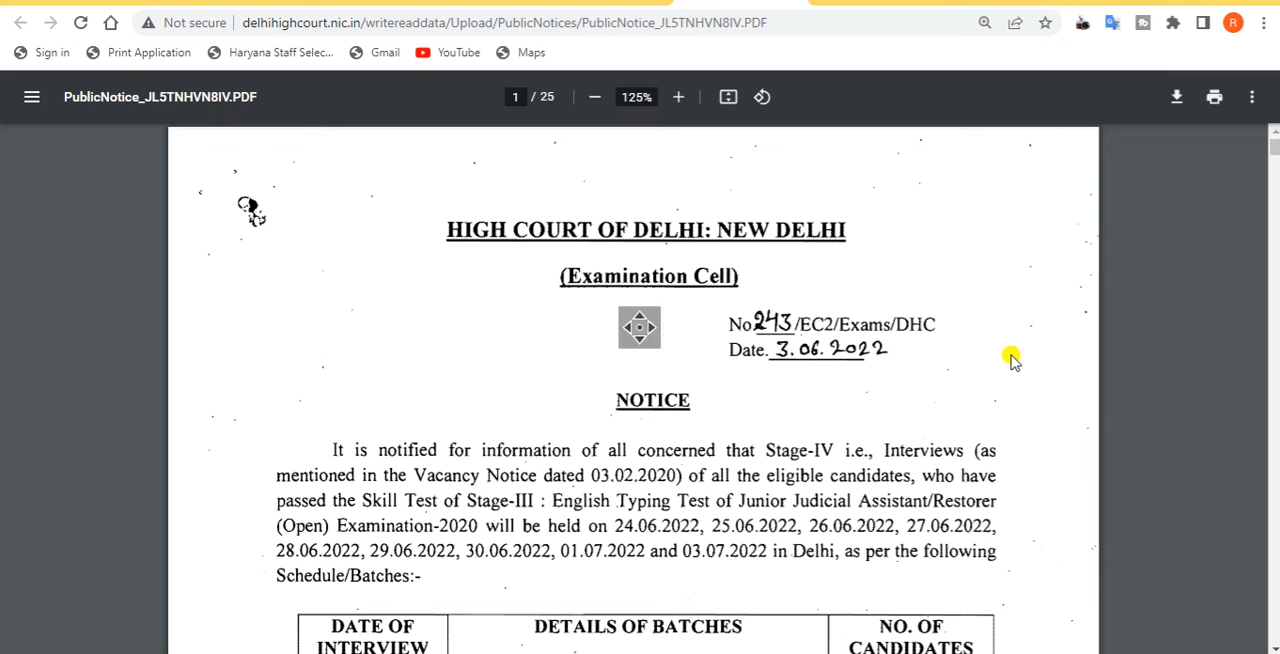 Not secure delhihighcourt.nic.in/writereaddata/Upload/PublicNotices/PublicNotice_JL5TNHVN8IV.PDF R
Sign in Print Application Haryana Staff Selec... Gmail YouTube Maps
PublicNotice_JL5TNHVN8IV.PDF 1 / 25 125%
HIGH COURT OF DELHI: NEW DELHI
(Examination Cell)
No.243/EC2/Exams/DHC
Date. 3.06.2022
NOTICE
It is notified for information of all concerned that Stage-IV i.e., Interviews (as
mentioned in the Vacancy Notice dated 03.02.2020) of all the eligible candidates, who have
passed the Skill Test of Stage-III : English Typing Test of Junior Judicial Assistant/Restorer
(Open) Examination-2020 will be held on 24.06.2022, 25.06.2022, 26.06.2022, 27.06.2022,
28.06.2022, 29.06.2022, 30.06.2022, 01.07.2022 and 03.07.2022 in Delhi, as per the following
Schedule/Batches:-
DATE OF DETAILS OF BATCHES NO. OF
INTERVIEW CANDIDATES